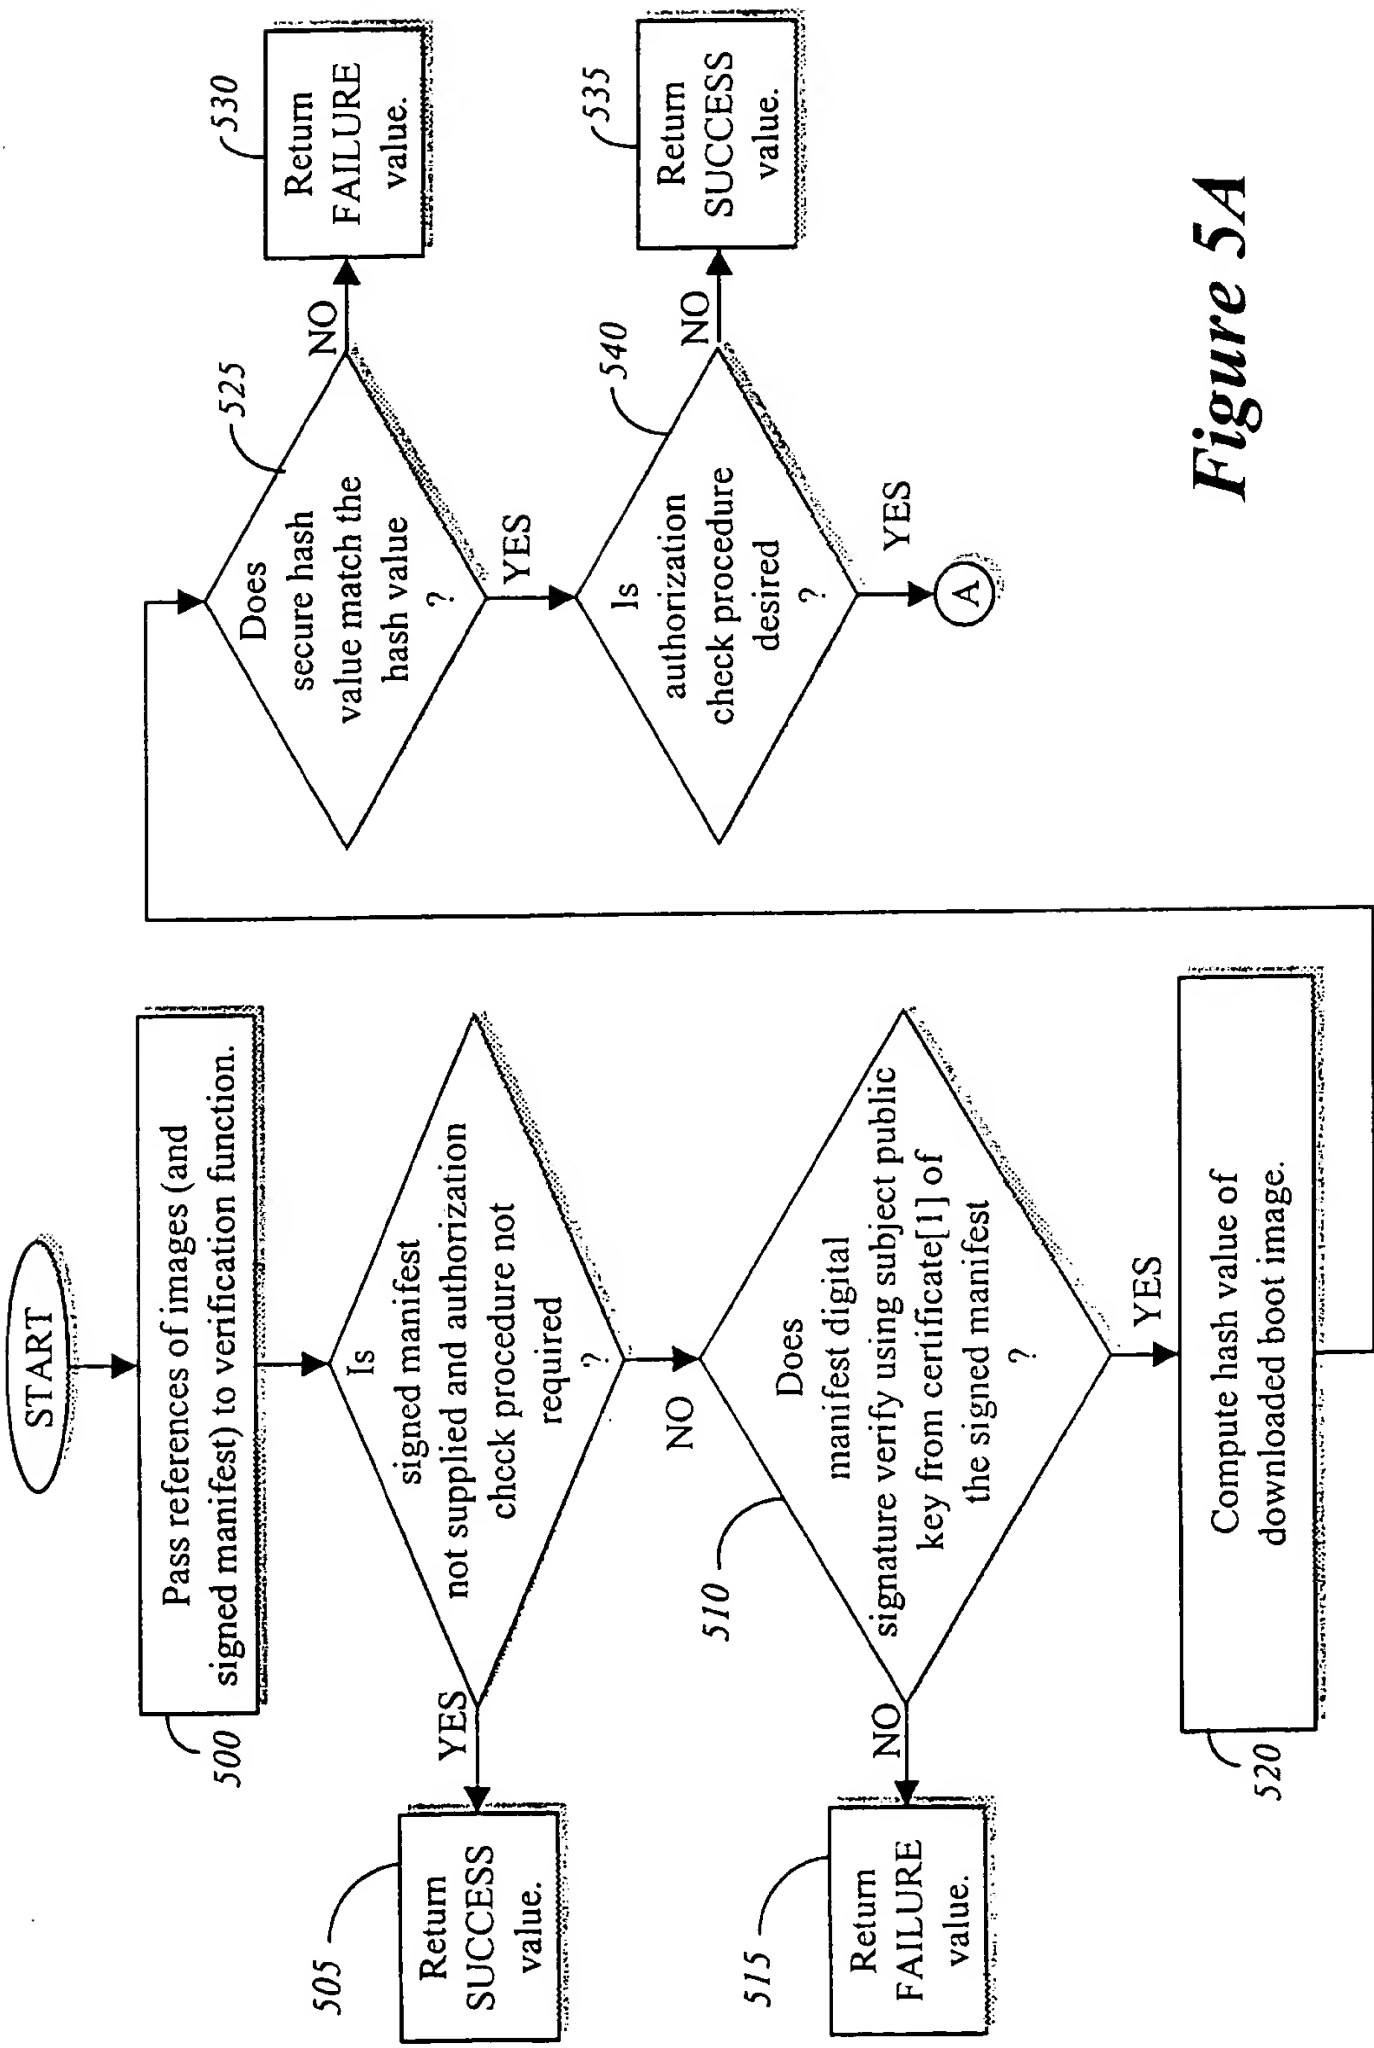 START
Pass references of images (and
signed manifest) to verification function.
500
Is
signed manifest
not supplied and authorization
check procedure not
required
?
YES
505
Return
SUCCESS
value.
NO
510
Does
manifest digital
signature verify using subject public
key from certificate[1] of
the signed manifest
?
NO
515
Return
FAILURE
value.
YES
520
Compute hash value of
downloaded boot image.
525
Does
secure hash
value match the
hash value
?
NO
530
Return
FAILURE
value.
YES
540
Is
authorization
check procedure
desired
?
NO
535
Return
SUCCESS
value.
YES
A
Figure 5A